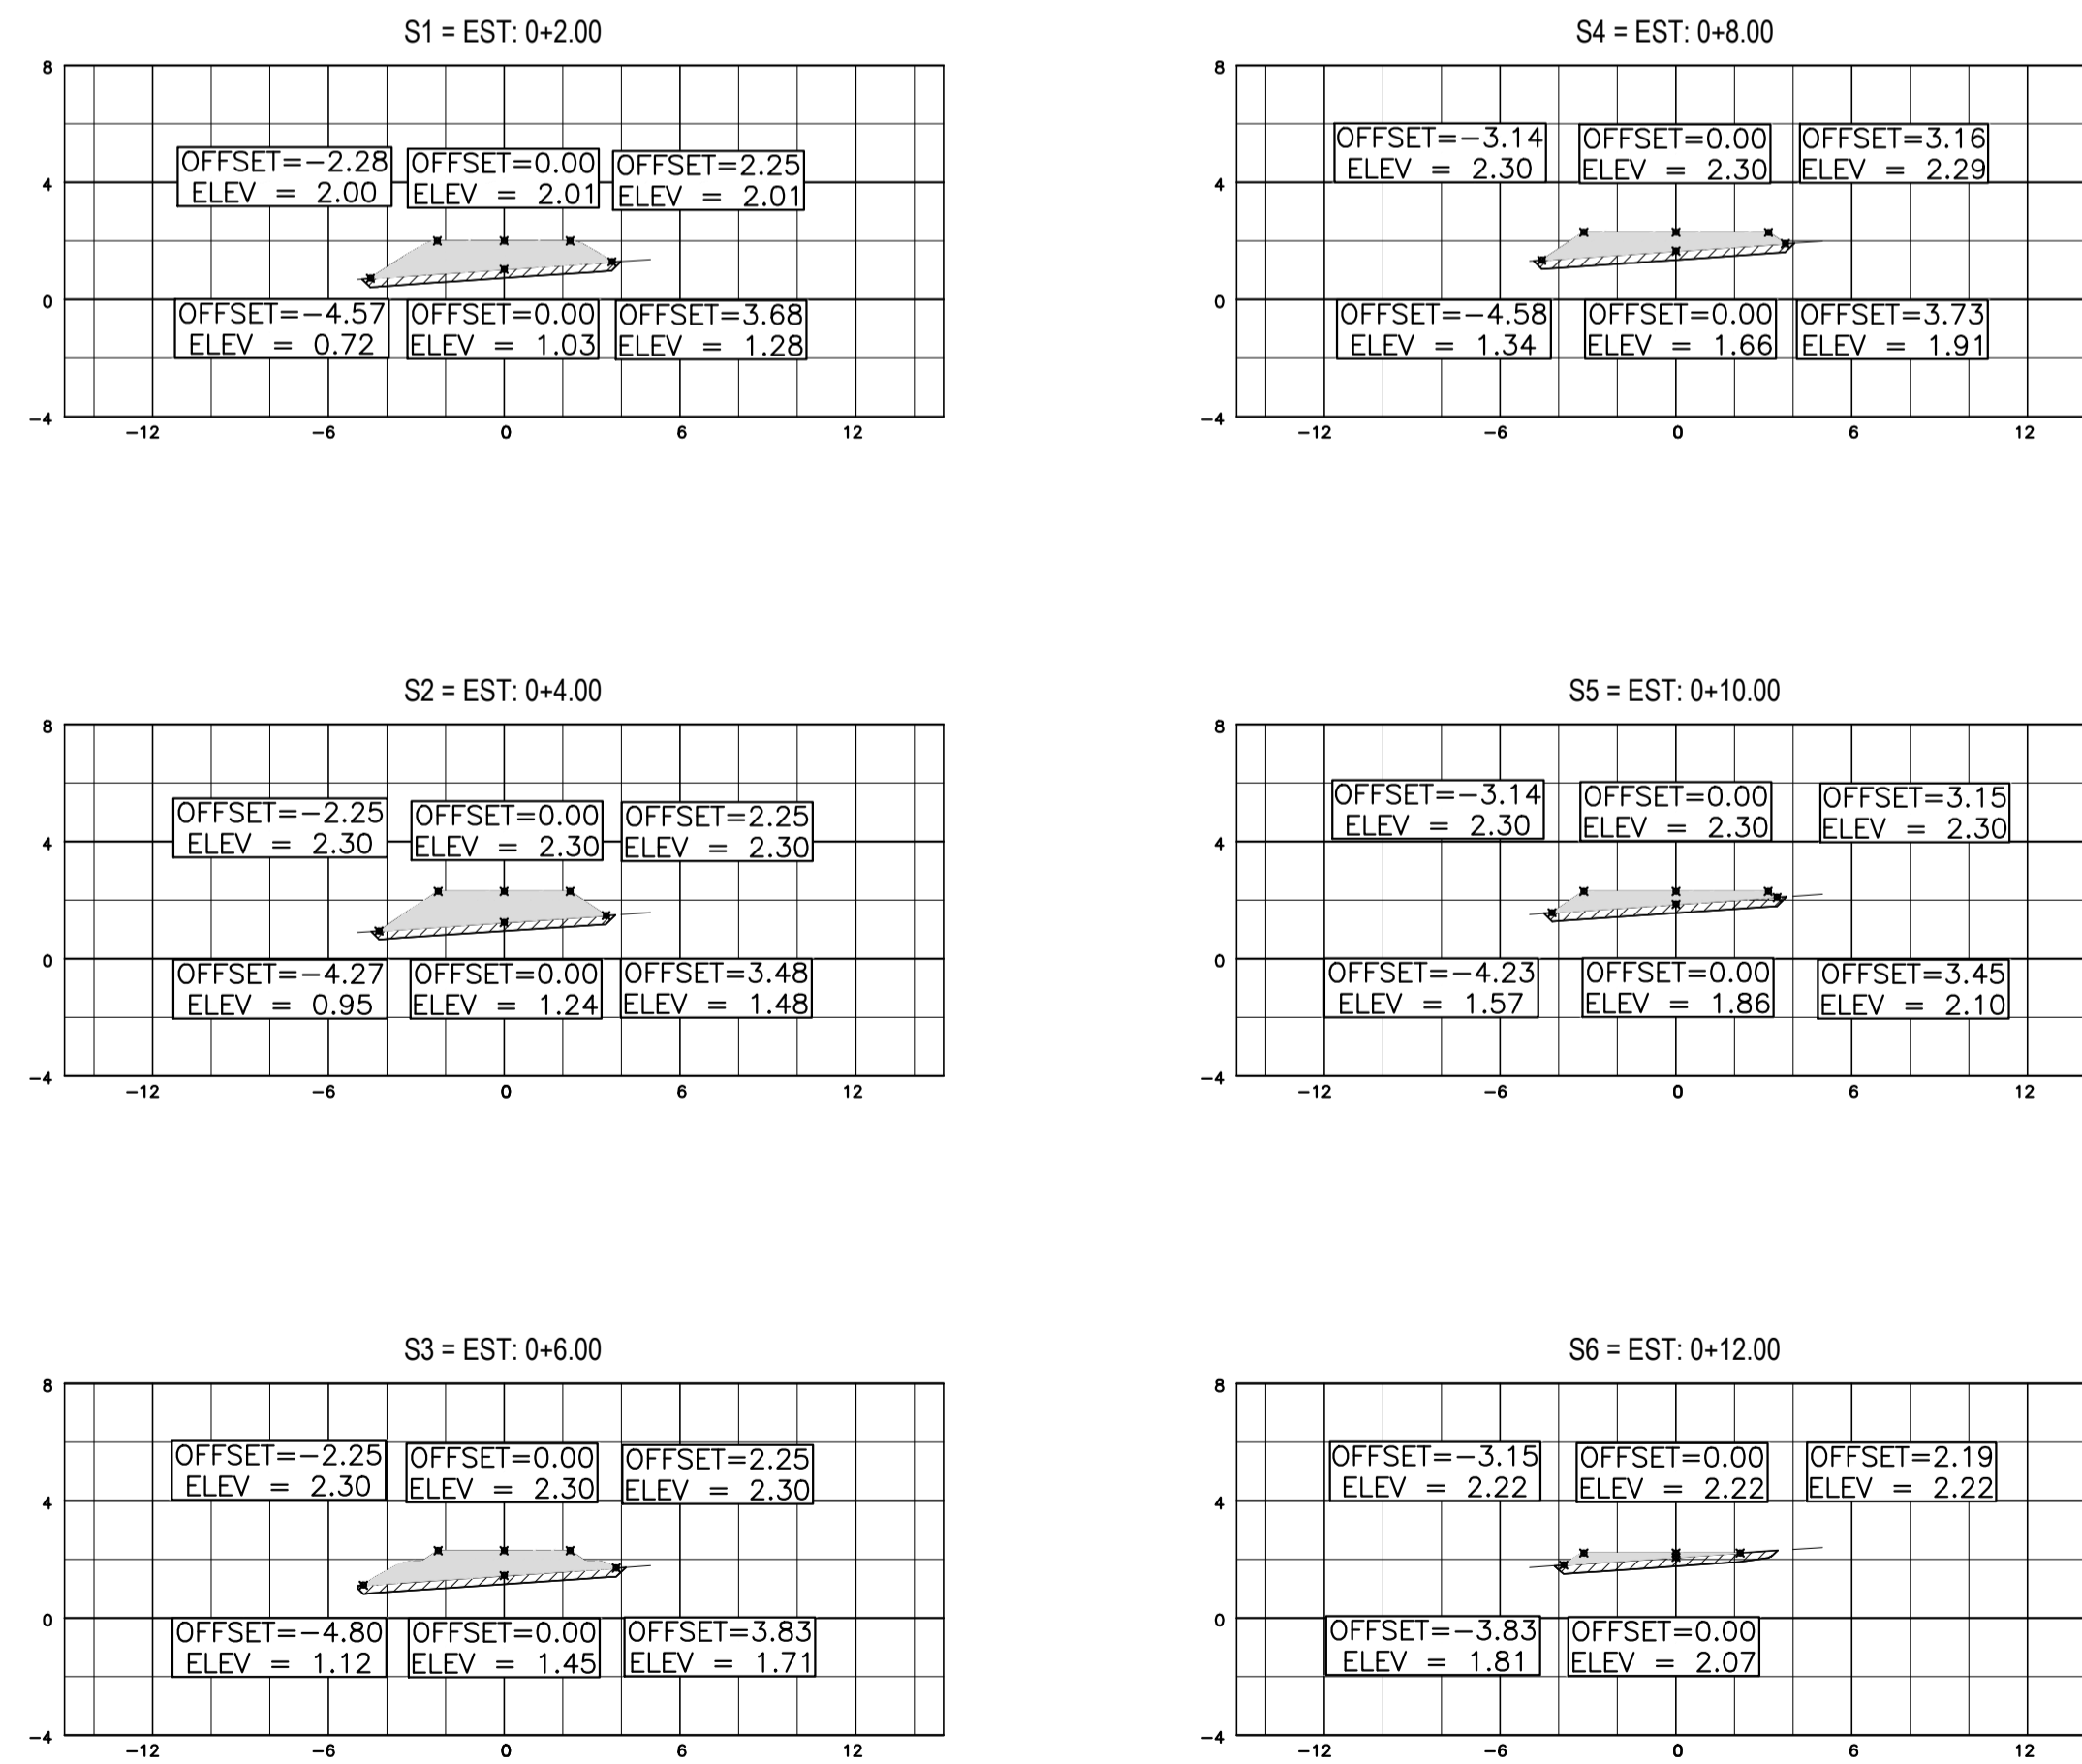 S1 = EST: 0+2.00
8
4
0
-4
OFFSET=-2.28
ELEV = 2.00
OFFSET=0.00
ELEV = 2.01
OFFSET=2.25
ELEV = 2.01
OFFSET=-4.57
ELEV = 0.72
OFFSET=0.00
ELEV = 1.03
OFFSET=3.68
ELEV = 1.28
-12 -6 0 6 12
S4 = EST: 0+8.00
8
4
0
-4
OFFSET=-3.14
ELEV = 2.30
OFFSET=0.00
ELEV = 2.30
OFFSET=3.16
ELEV = 2.29
OFFSET=-4.58
ELEV = 1.34
OFFSET=0.00
ELEV = 1.66
OFFSET=3.73
ELEV = 1.91
-12 -6 0 6 12
S2 = EST: 0+4.00
8
4
0
-4
OFFSET=-2.25
ELEV = 2.30
OFFSET=0.00
ELEV = 2.30
OFFSET=2.25
ELEV = 2.30
OFFSET=-4.27
ELEV = 0.95
OFFSET=0.00
ELEV = 1.24
OFFSET=3.48
ELEV = 1.48
-12 -6 0 6 12
S5 = EST: 0+10.00
8
4
0
-4
OFFSET=-3.14
ELEV = 2.30
OFFSET=0.00
ELEV = 2.30
OFFSET=3.15
ELEV = 2.30
OFFSET=-4.23
ELEV = 1.57
OFFSET=0.00
ELEV = 1.86
OFFSET=3.45
ELEV = 2.10
-12 -6 0 6 12
S3 = EST: 0+6.00
8
4
0
-4
OFFSET=-2.25
ELEV = 2.30
OFFSET=0.00
ELEV = 2.30
OFFSET=2.25
ELEV = 2.30
OFFSET=-4.80
ELEV = 1.12
OFFSET=0.00
ELEV = 1.45
OFFSET=3.83
ELEV = 1.71
-12 -6 0 6 12
S6 = EST: 0+12.00
8
4
0
-4
OFFSET=-3.15
ELEV = 2.22
OFFSET=0.00
ELEV = 2.22
OFFSET=2.19
ELEV = 2.22
OFFSET=-3.83
ELEV = 1.81
OFFSET=0.00
ELEV = 2.07
-12 -6 0 6 12